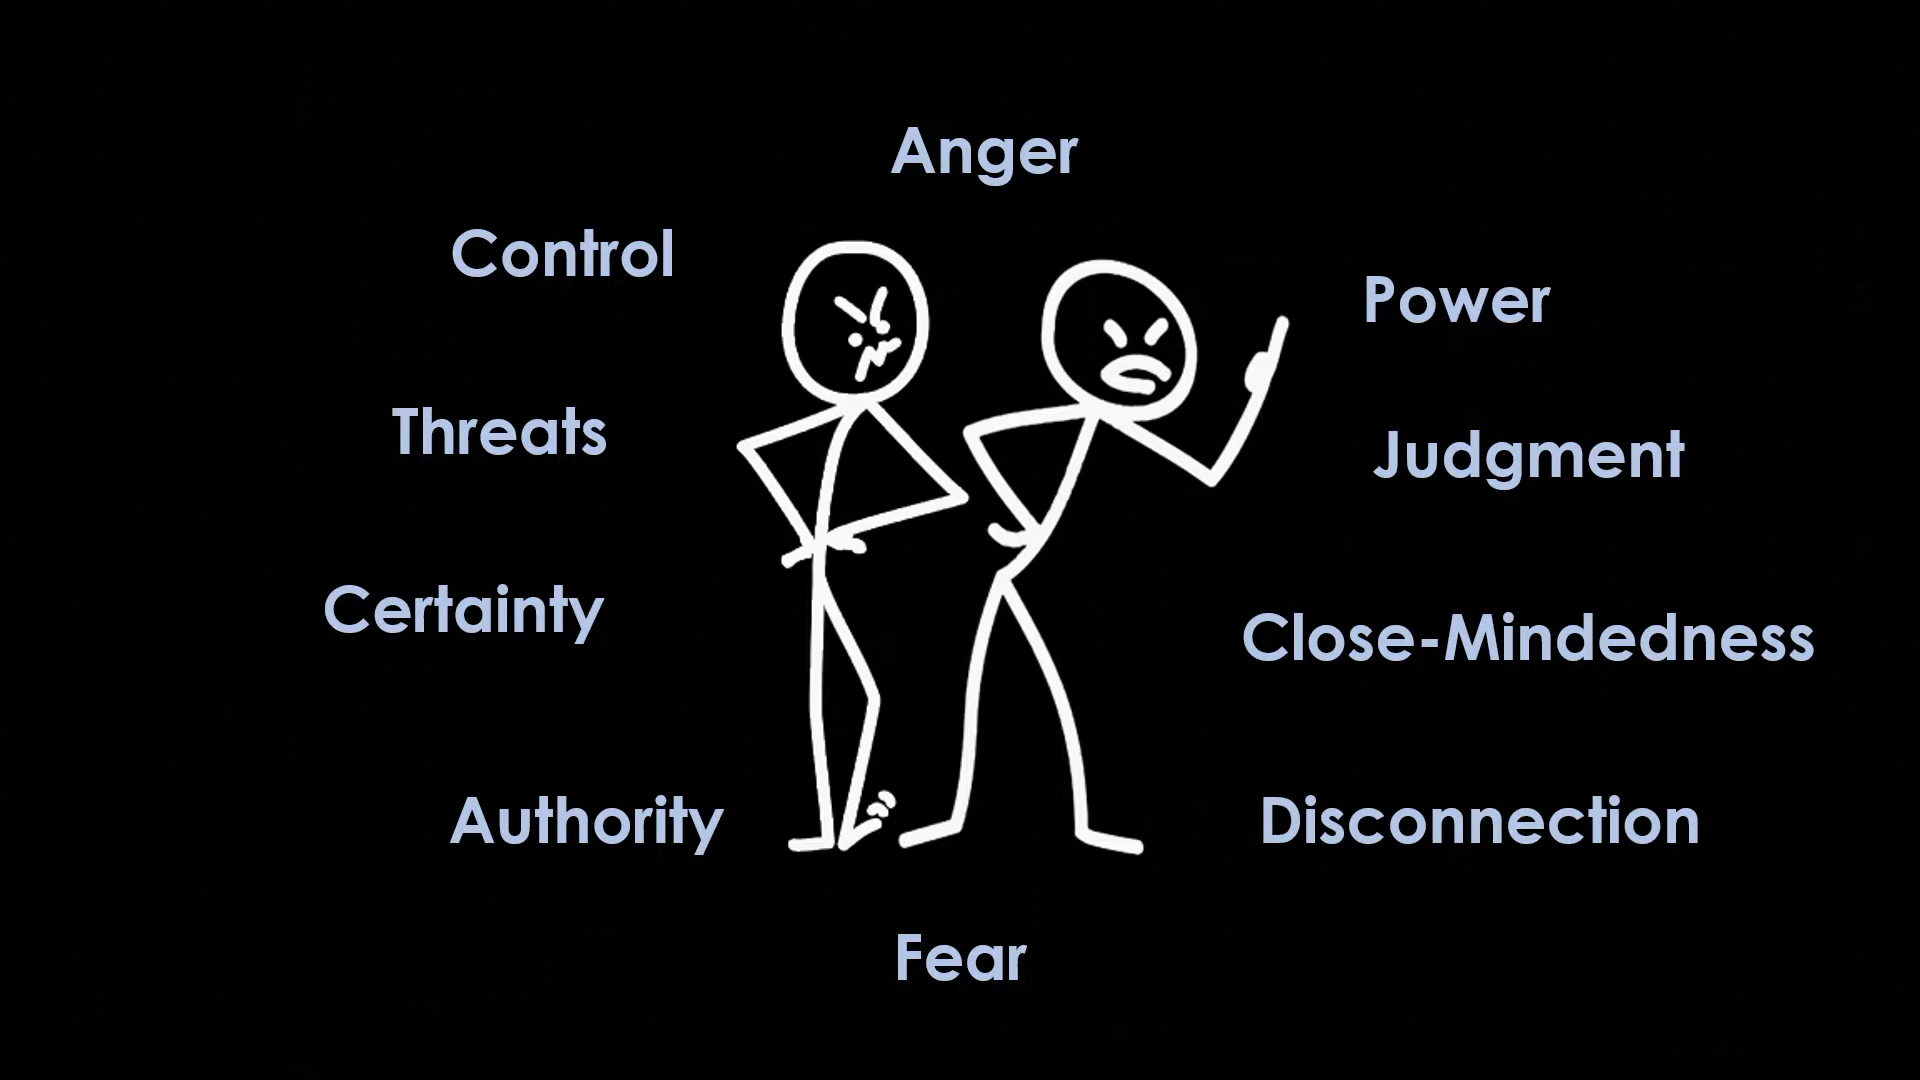 Anger
Control
Power
Threats
Judgment
Certainty
Close-Mindedness
Authority
Disconnection
Fear